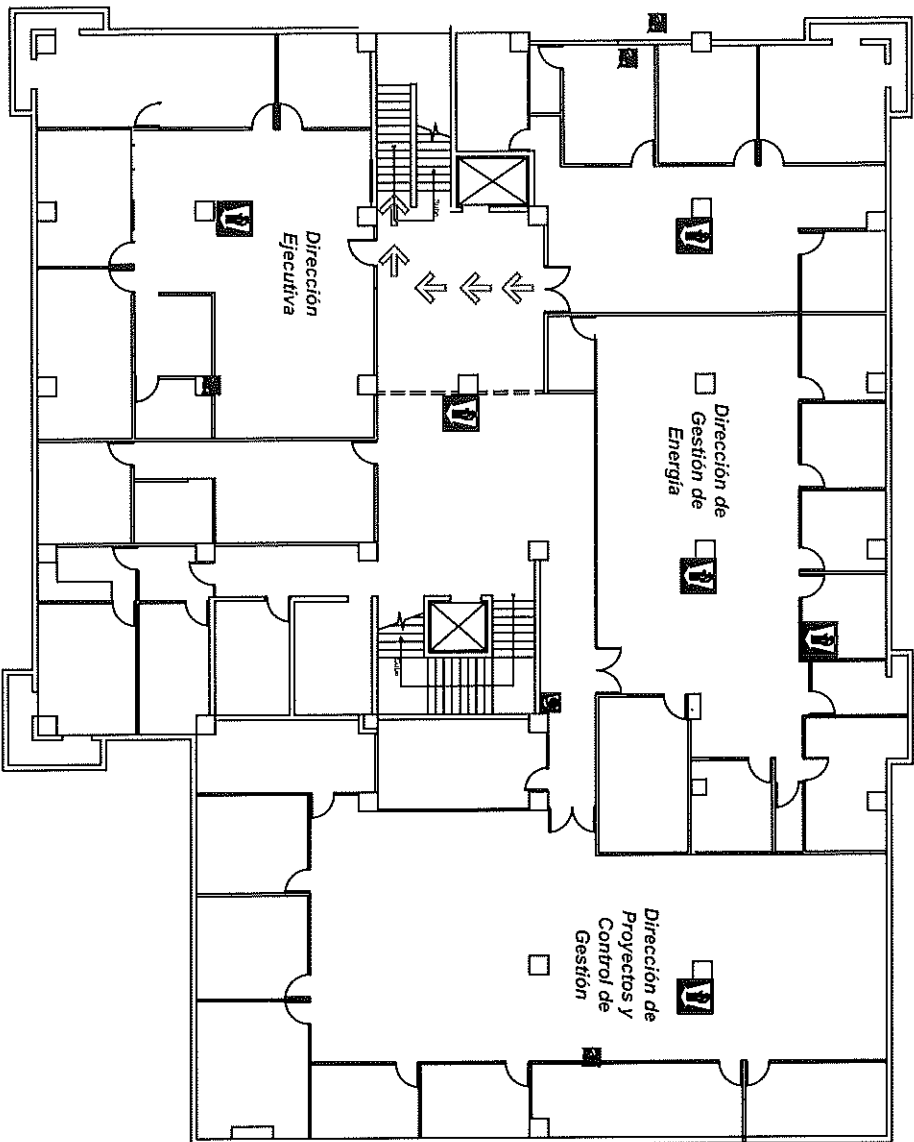 Dirección
Ejecutiva
Dirección de
Gestión de
Energía
Dirección de
Proyectos y
Control de
Gestión